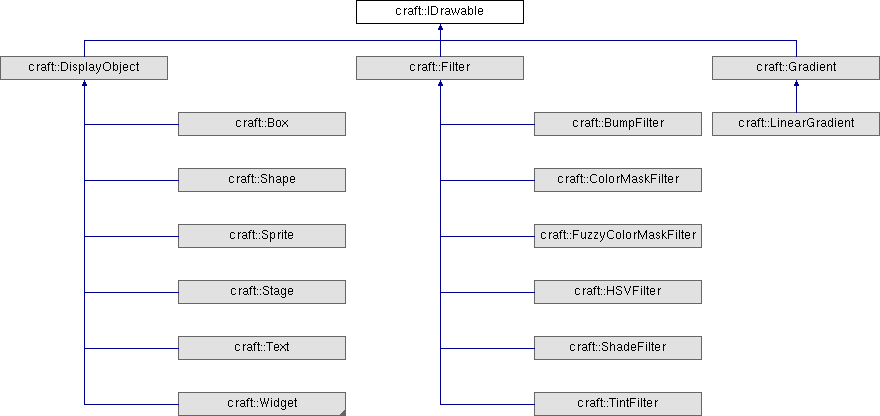 craft::IDrawable
craft::DisplayObject
craft::Filter
craft::Gradient
craft::Box
craft::BumpFilter
craft::LinearGradient
craft::Shape
craft::ColorMaskFilter
craft::Sprite
craft::FuzzyColorMaskFilter
craft::Stage
craft::HSVFilter
craft::Text
craft::ShadeFilter
craft::Widget
craft::TintFilter